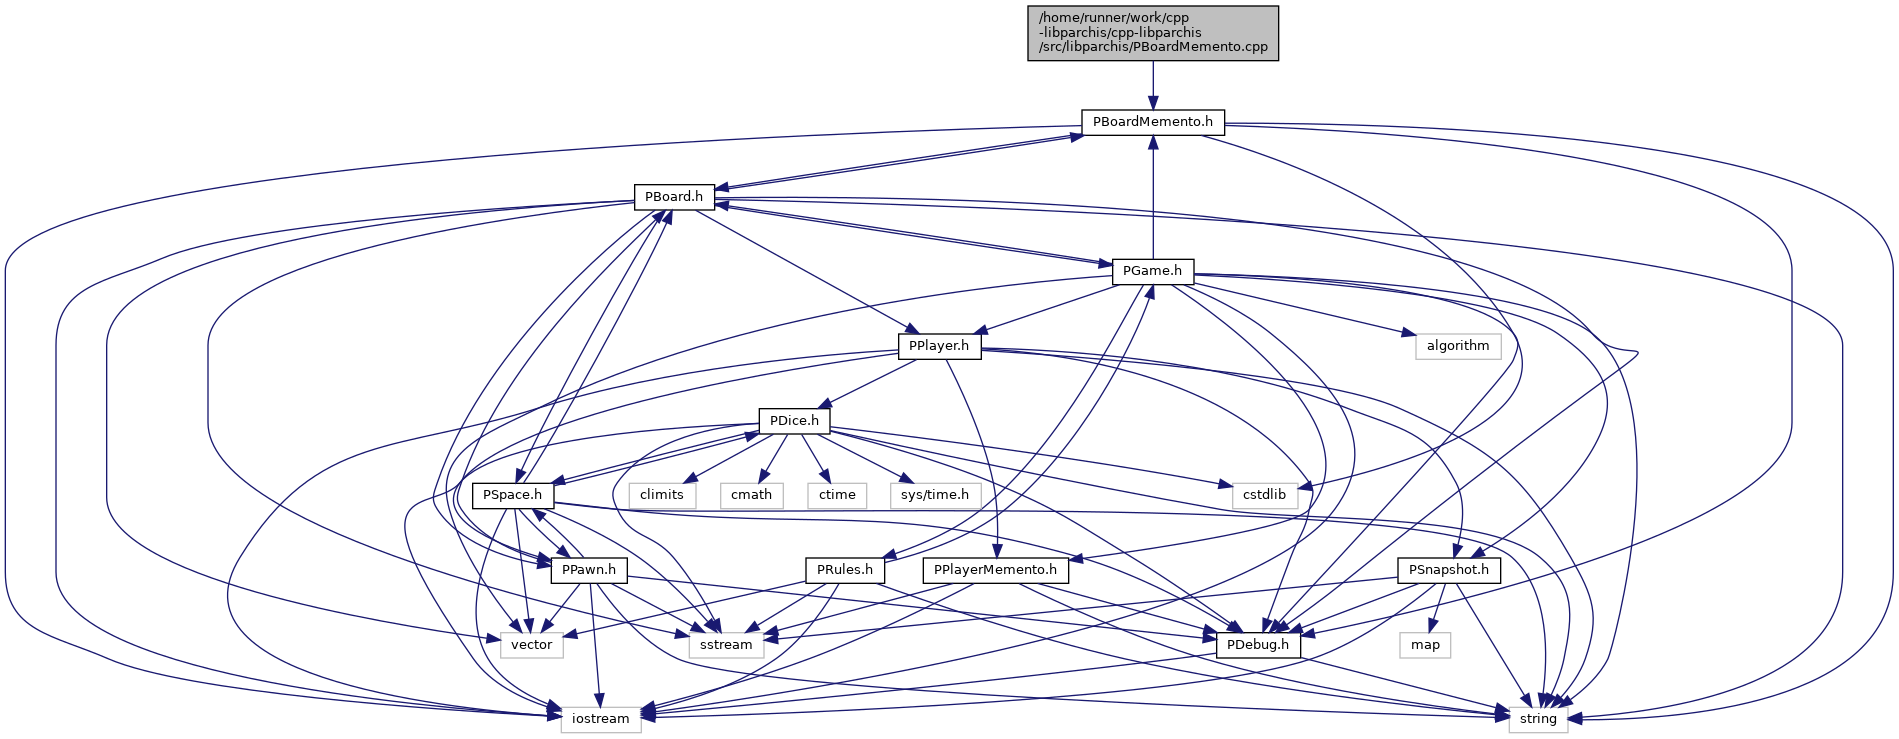 /home/runner/work/cpp
-libparchis/cpp-libparchis
/src/libparchis/PBoardMemento.cpp
PBoardMemento.h
PBoard.h
PGame.h
PPlayer.h
algorithm
PDice.h
PSpace.h
climits
cmath
ctime
sys/time.h
cstdlib
PPawn.h
PRules.h
PPlayerMemento.h
PSnapshot.h
vector
sstream
PDebug.h
map
iostream
string